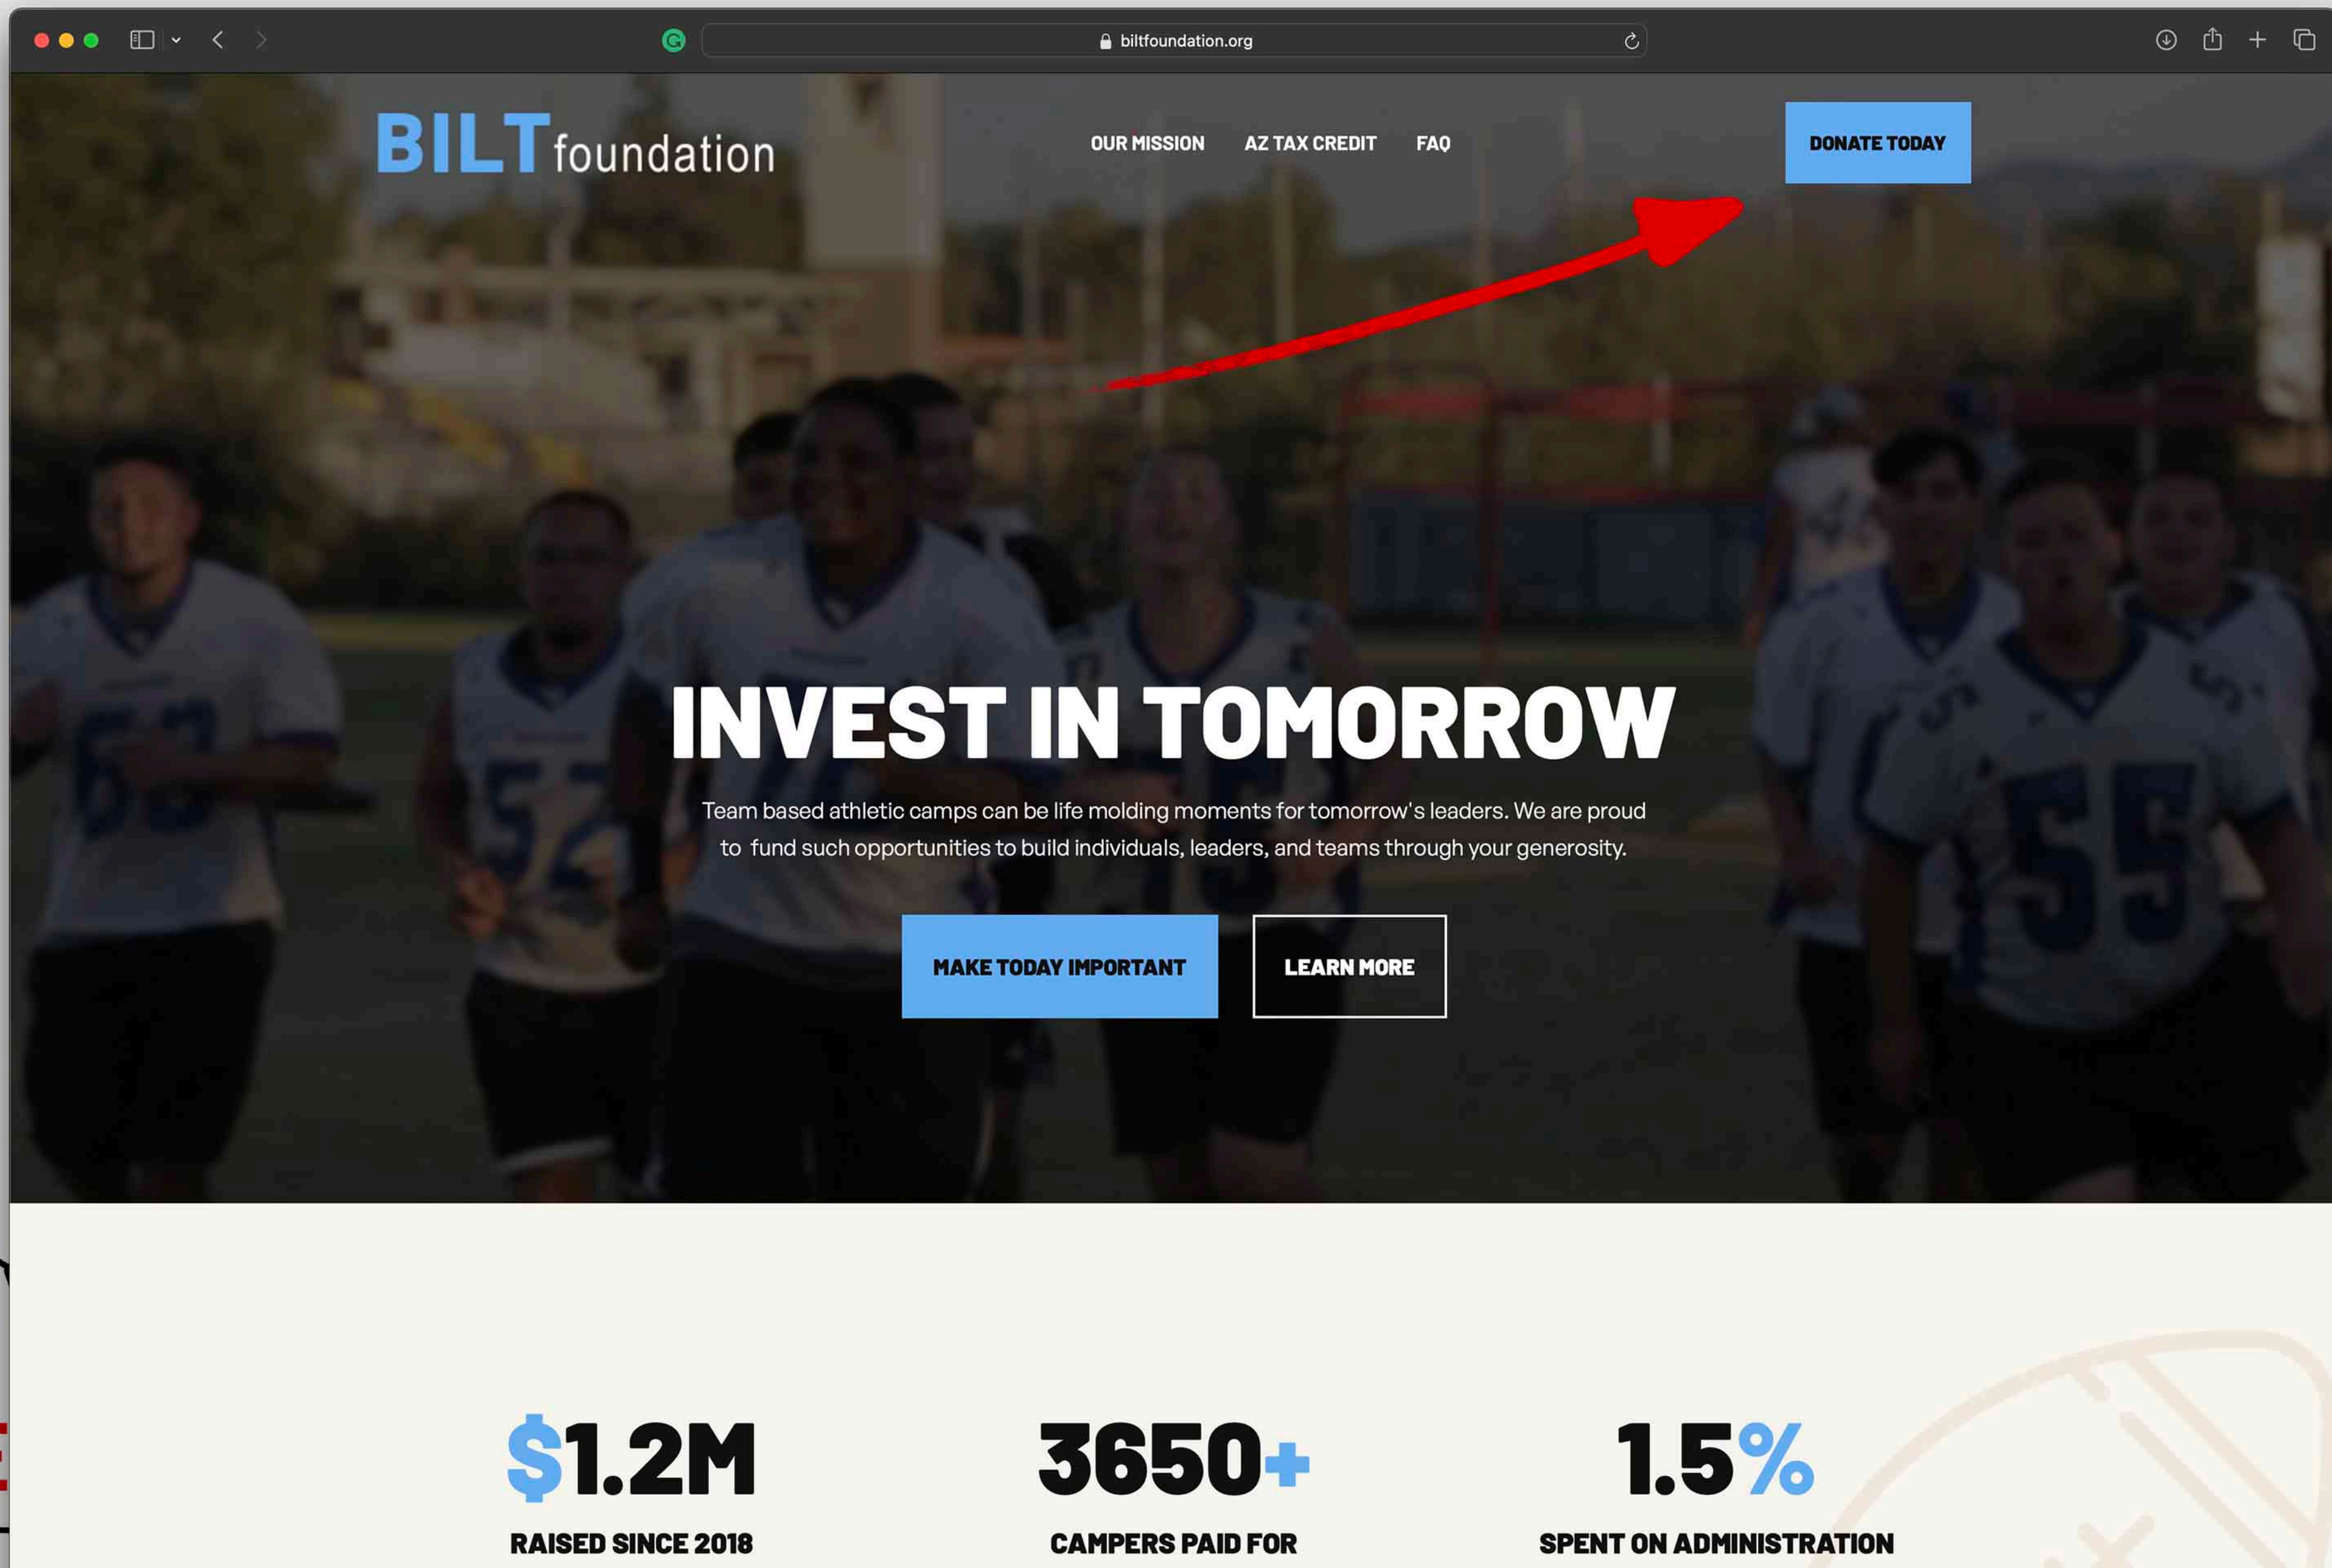 biltfoundation.org
BILT foundation
OUR MISSION AZ TAX CREDIT FAQ
DONATE TODAY
INVEST IN TOMORROW
Team based athletic camps can be life molding moments for tomorrow's leaders. We are proud
to fund such opportunities to build individuals, leaders, and teams through your generosity.
MAKE TODAY IMPORTANT LEARN MORE
$1.2M
RAISED SINCE 2018
3650+
CAMPERS PAID FOR
1.5%
SPENT ON ADMINISTRATION
52
55